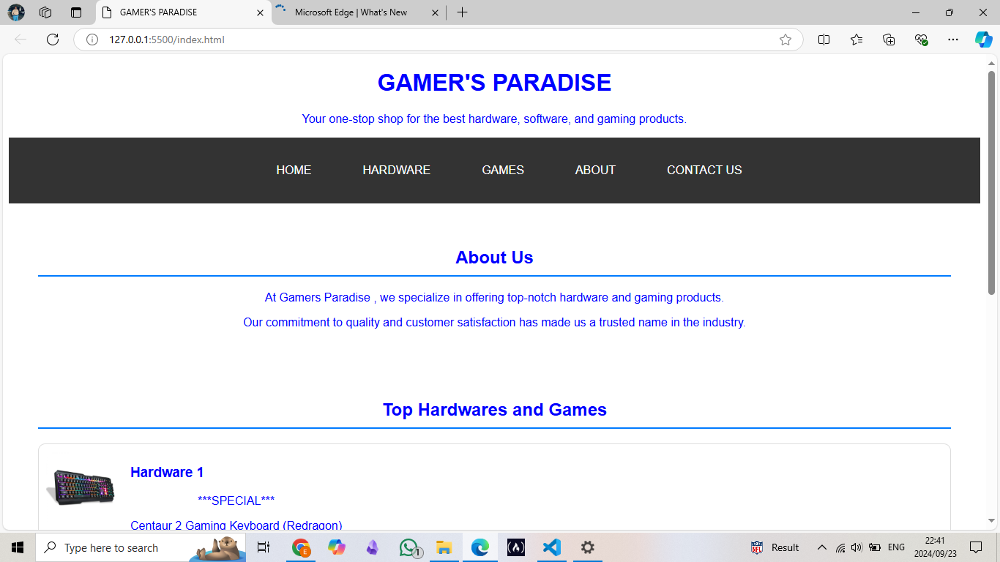 GAMER'S PARADISE
Microsoft Edge | What's New
127.0.0.1:5500/index.html
GAMER'S PARADISE
Your one-stop shop for the best hardware, software, and gaming products.
HOME HARDWARE GAMES ABOUT CONTACT US
About Us
At Gamers Paradise , we specialize in offering top-notch hardware and gaming products.
Our commitment to quality and customer satisfaction has made us a trusted name in the industry.
Top Hardwares and Games
Hardware 1
***SPECIAL***
Centaur 2 Gaming Keyboard (Redragon)
Type here to search
E
1
Result
ENG
22:41
2024/09/23